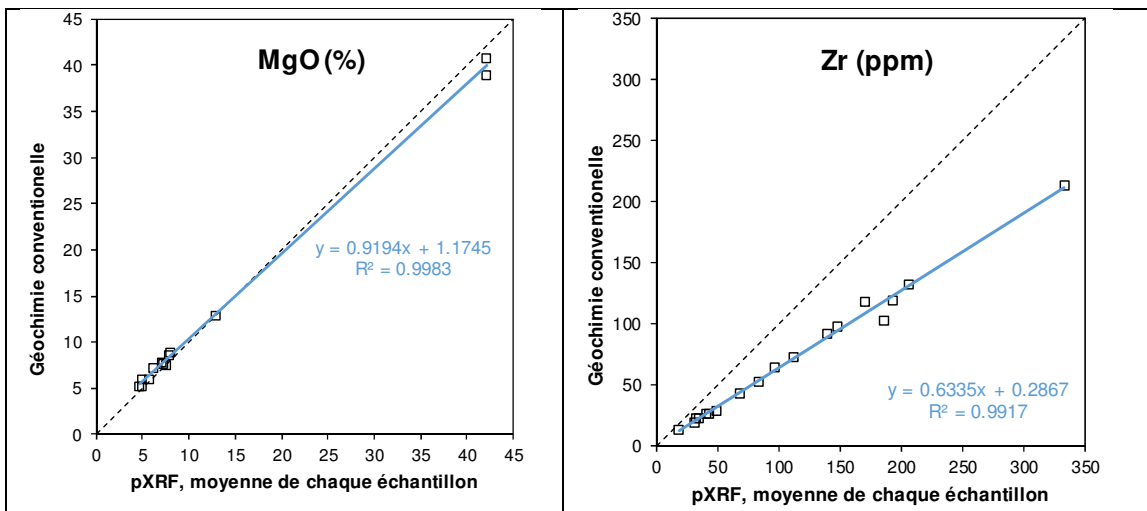 MgO (%)
Géochimie conventionelle
45
40
35
30
25
20
15
10
5
0
y = 0.9194x + 1.1745
R² = 0.9983
0 5 10 15 20 25 30 35 40 45
pXRF, moyenne de chaque échantillon
Zr (ppm)
Géochimie conventionelle
350
300
250
200
150
100
50
0
y = 0.6335x + 0.2867
R² = 0.9917
0 50 100 150 200 250 300 350
pXRF, moyenne de chaque échantillon